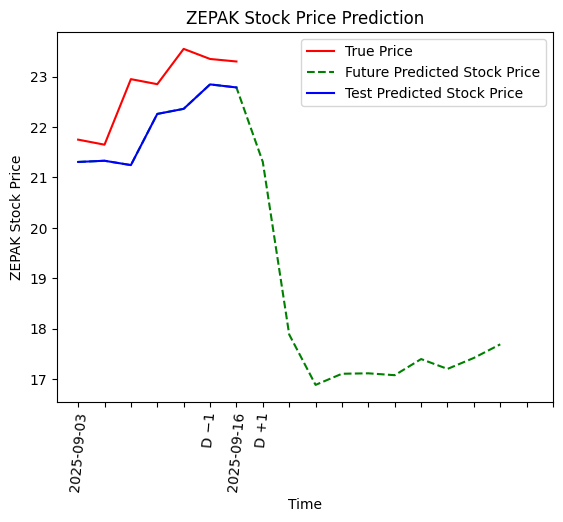 ZEPAK Stock Price Prediction
True Price
Future Predicted Stock Price
Test Predicted Stock Price
ZEPAK Stock Price
23
22
21
20
19
18
17
2025-09-03
D −1
2025-09-16
D +1
Time